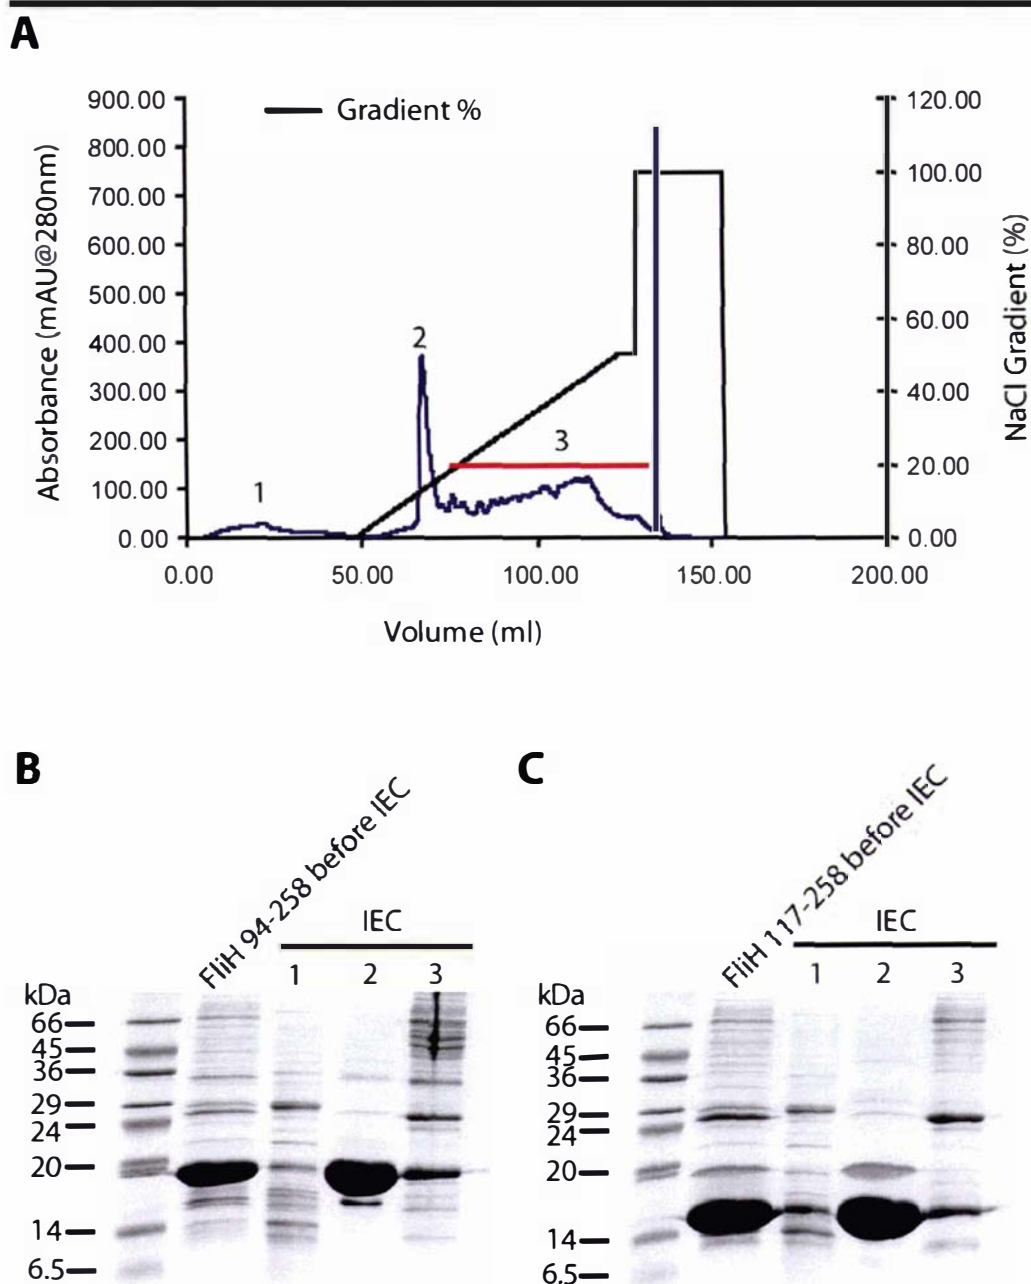 A
Gradient %
900.00
800.00
700.00
600.00
500.00
400.00
300.00
200.00
100.00
0.00
Absorbance (mAU@280nm)
120.00
100.00
80.00
60.00
40.00
20.00
0.00
NaCl Gradient (%)
1
2
3
0.00 50.00 100.00 150.00 200.00
Volume (ml)
B
FliH 94-258 before IEC
IEC
1 2 3
kDa
66
45
36
29
24
20
14
6.5
C
FliH 117-258 before IEC
IEC
1 2 3
kDa
66
45
36
29
24
20
14
6.5